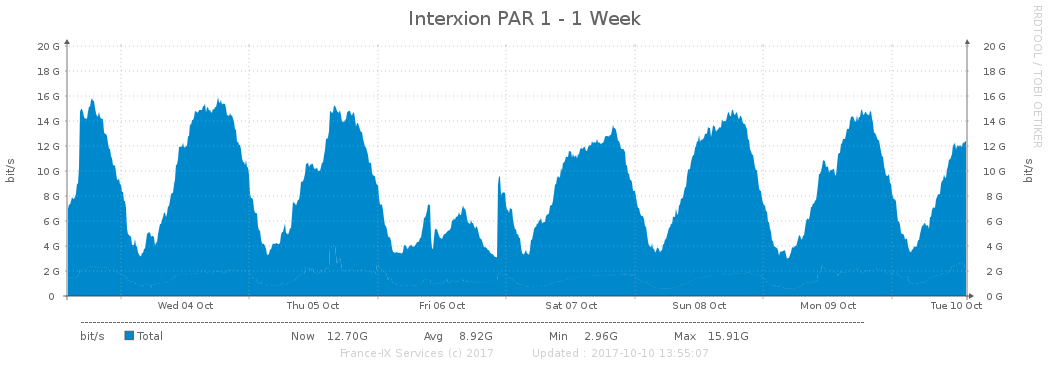 Interxion PAR 1 - 1 Week
RRDTOOL / TOBI OETIKER
bit/s
20 G 20 G
18 G 18 G
16 G 16 G
14 G 14 G
12 G 12 G
10 G 10 G
8 G 8 G
6 G 6 G
4 G 4 G
2 G 2 G
0 0 G
bit/s
Wed 04 Oct Thu 05 Oct Fri 06 Oct Sat 07 Oct Sun 08 Oct Mon 09 Oct Tue 10 Oct
bit/s Total Now 12.70G Avg 8.92G Min 2.96G Max 15.91G
France-IX Services (c) 2017 Updated : 2017-10-10 13:55:07